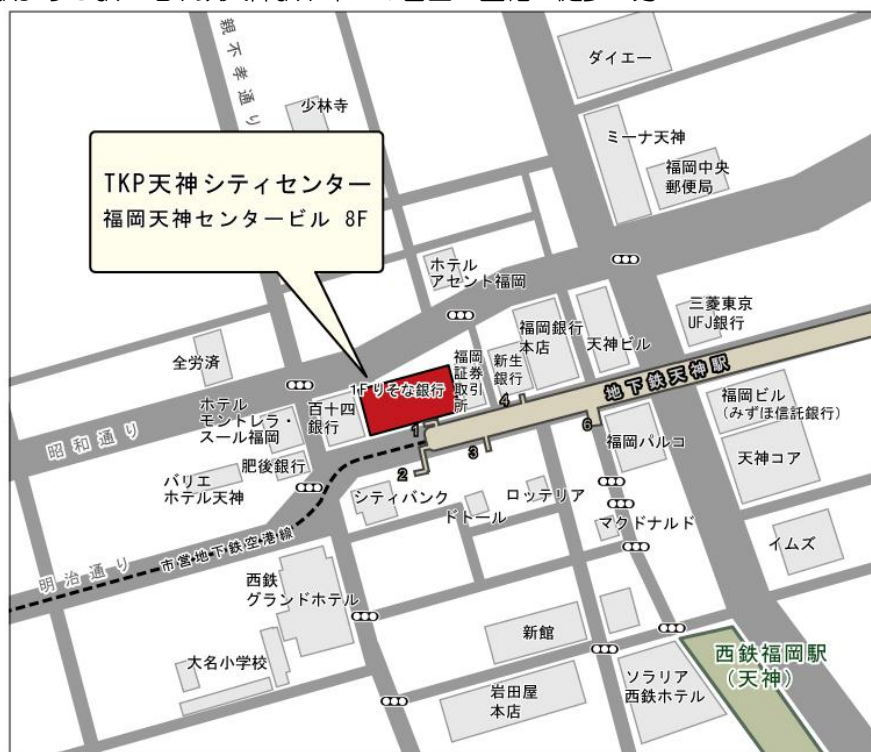 親不孝通り
少林寺
ダイエー
ミーナ天神
福岡中央
郵便局
TKP天神シティセンター
福岡天神センタービル 8F
ホテル
アセント福岡
三菱東京
UFJ銀行
福岡銀行
本店
天神ビル
全労済
福岡
証券
取引
所
新生
銀行
地下鉄天神駅
1Fりそな銀行
百十四
銀行
ホテル
モントレラ・
スール福岡
昭和通り
福岡ビル
(みずほ信託銀行)
1
4
6
福岡パルコ
天神コア
肥後銀行
2
3
バリエ
ホテル天神
シティバンク
ロッテリア
ドトール
マクドナルド
イムズ
明治通り
市営地下鉄空港線
西鉄
グランドホテル
新館
大名小学校
岩田屋
本店
ソラリア
西鉄ホテル
西鉄福岡駅
(天神)